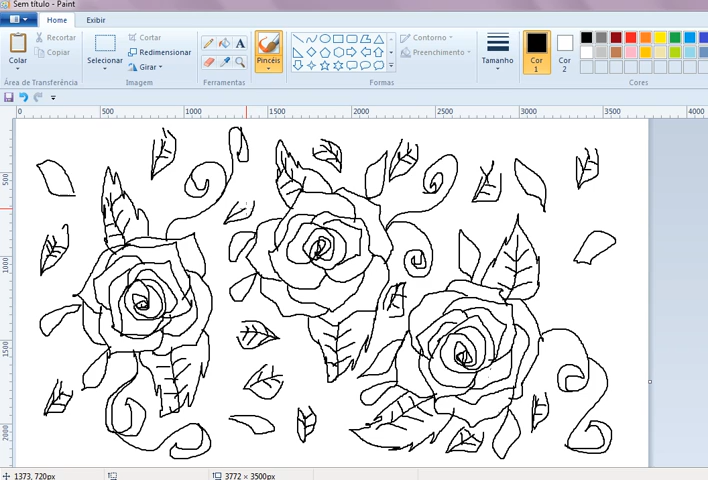 Sem título - Paint
Home Exibir
Colar
Recortar
Copiar
Área de Transferência
Selecionar
Cortar
Redimensionar
Girar
Imagem
A
Ferramentas
Pincéis
Contorno
Preenchimento
Formas
Tamanho
Cor 1
Cor 2
Cores
0 500 1000 1500 2000 2500 3000 3500 4000
500
1000
1500
2000
1373, 720px 3772 × 3500px